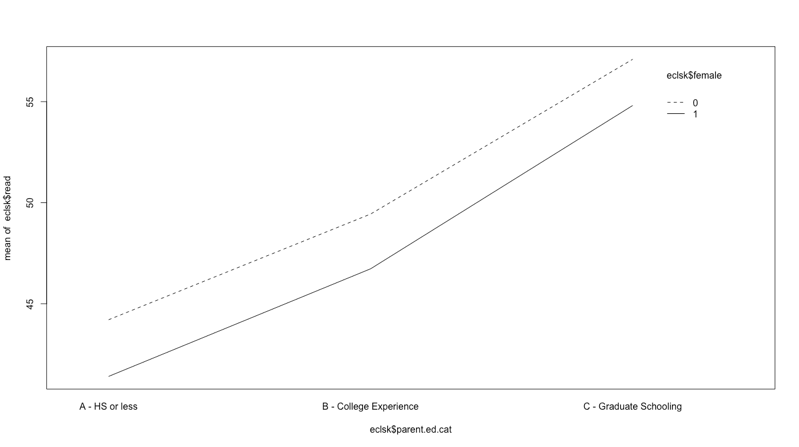 eclsk$female
0
1
55
50
45
mean of  eclsk$read
A - HS or less
B - College Experience
C - Graduate Schooling
eclsk$parent.ed.cat